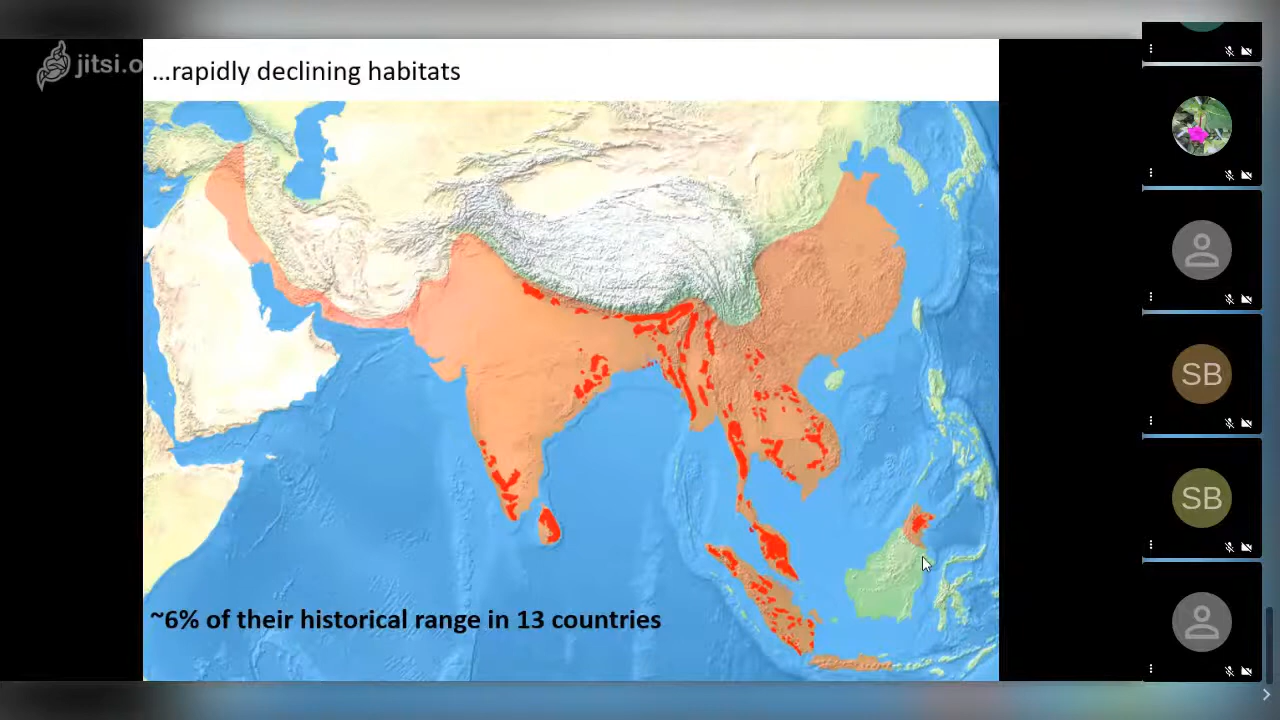 jitsi.o
...rapidly declining habitats
~6% of their historical range in 13 countries
SB
SB